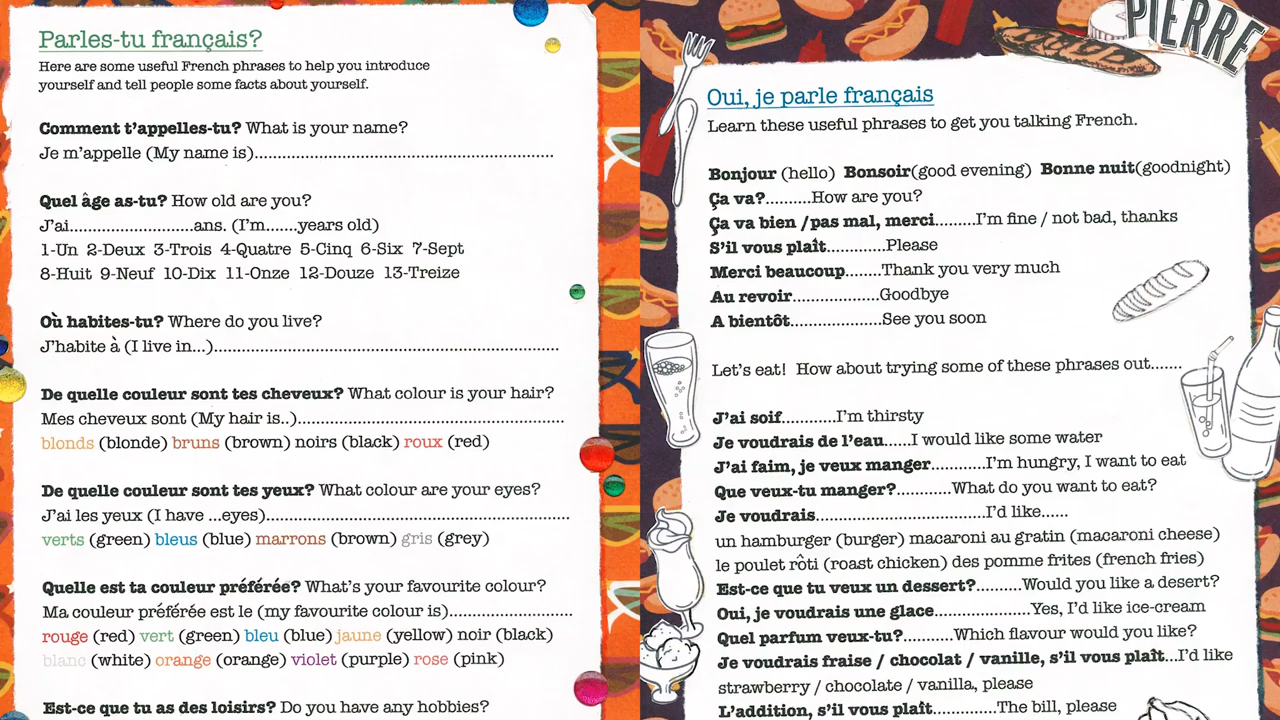 Parles-tu français?
Here are some useful French phrases to help you introduce
yourself and tell people some facts about yourself.
Comment t'appelles-tu? What is your name?
Je m'appelle (My name is)..........................................................
Quel âge as-tu? How old are you?
J'ai........................ans. (I'm.......years old)
1-Un 2-Deux 3-Trois 4-Quatre 5-Cinq 6-Six 7-Sept
8-Huit 9-Neuf 10-Dix 11-Onze 12-Douze 13-Treize
Où habites-tu? Where do you live?
J'habite à (I live in...)..................................................................
De quelle couleur sont tes cheveux? What colour is your hair?
Mes cheveux sont (My hair is..)....................................................
blonds (blonde) bruns (brown) noirs (black) roux (red)
De quelle couleur sont tes yeux? What colour are your eyes?
J'ai les yeux (I have ...eyes)...........................................................
verts (green) bleus (blue) marrons (brown) gris (grey)
Quelle est ta couleur préférée? What's your favourite colour?
Ma couleur préférée est le (my favourite colour is)........................
rouge (red) vert (green) bleu (blue) jaune (yellow) noir (black)
blanc (white) orange (orange) violet (purple) rose (pink)
Est-ce que tu as des loisirs? Do you have any hobbies?
PIERRE
Oui, je parle français
Learn these useful phrases to get you talking French.
Bonjour (hello) Bonsoir(good evening) Bonne nuit(goodnight)
Ça va?.........How are you?
Ça va bien /pas mal, merci........I'm fine / not bad, thanks
S'il vous plaît............Please
Merci beaucoup.......Thank you very much
Au revoir.................Goodbye
A bientôt..................See you soon
Let's eat! How about trying some of these phrases out.......
J'ai soif..........I'm thirsty
Je voudrais de l'eau.....I would like some water
J'ai faim, je veux manger...........I'm hungry, I want to eat
Que veux-tu manger?...........What do you want to eat?
Je voudrais.................................I'd like......
un hamburger (burger) macaroni au gratin (macaroni cheese)
le poulet rôti (roast chicken) des pomme frites (french fries)
Est-ce que tu veux un dessert?.........Would you like a desert?
Oui, je voudrais une glace...................Yes, I'd like ice-cream
Quel parfum veux-tu?..........Which flavour would you like?
Je voudrais fraise / chocolat / vanille, s'il vous plaît...I'd like
strawberry / chocolate / vanilla, please
L'addition, s'il vous plaît.............The bill, please